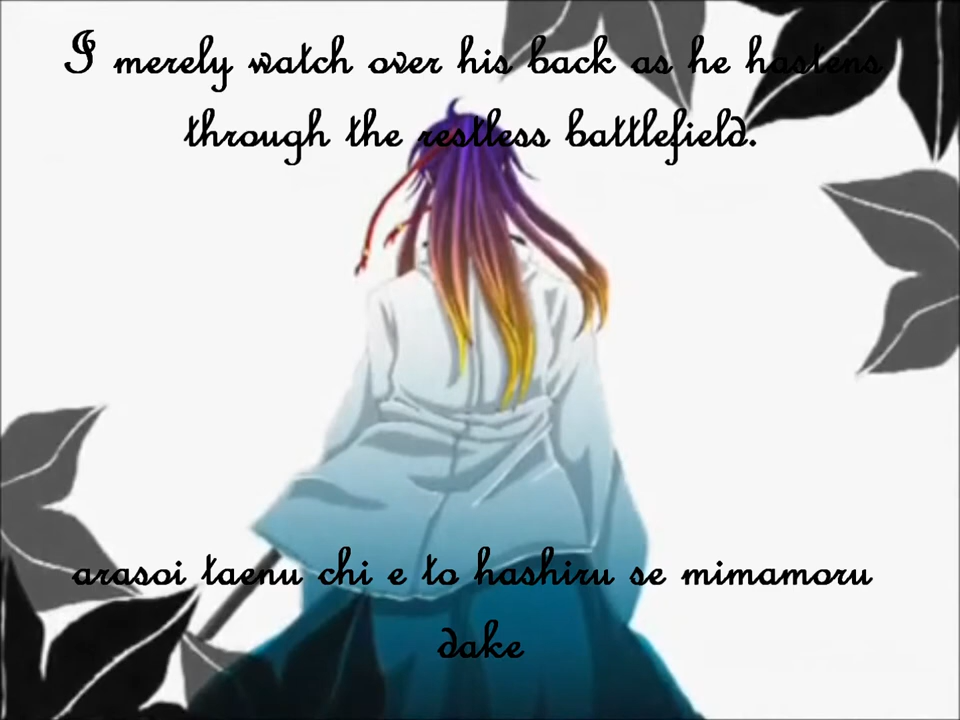 I merely watch over his back as he hastens
through the restless battlefield.
arasoi taenu chi e to hashiru se mimamoru
dake